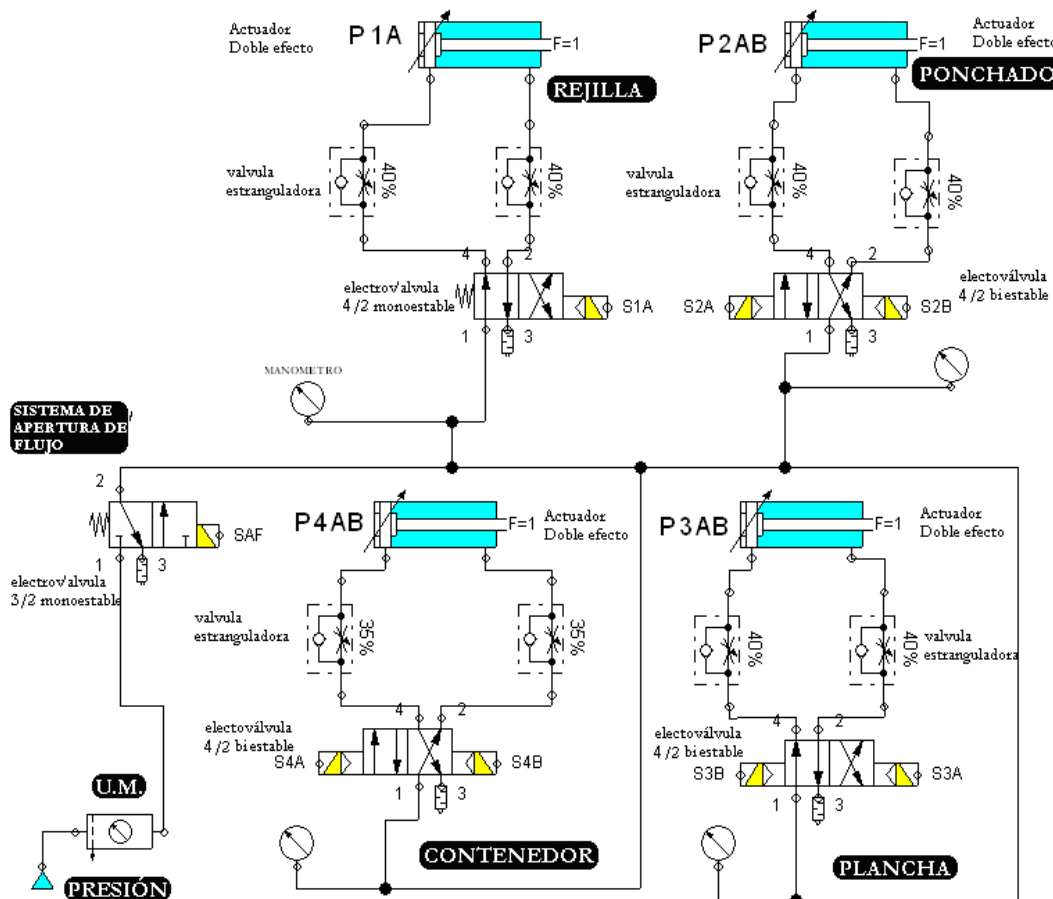 Actuador
Doble efecto
P1A
F=1
REJILLA
P2AB
F=1
Actuador
Doble efecto
PONCHADO
valvula
estranguladora
40%
40%
valvula
estranguladora
40%
40%
4
2
electrov'alvula
4/2 monoestable
S1A
1
3
4
2
S2A
S2B
electoválvula
4/2 biestable
1
3
MANOMETRO
SISTEMA DE
APERTURA DE
FLUJO
2
SAF
1
3
electrov'alvula
3/2 monoestable
P4AB
F=1
Actuador
Doble efecto
P3AB
F=1
Actuador
Doble efecto
valvula
estranguladora
35%
35%
40%
40%
valvula
estranguladora
4
2
electoválvula
4/2 biestable
S4A
S4B
1
3
4
2
electoválvula
4/2 biestable
S3B
S3A
1
3
U.M.
PRESIÓN
CONTENEDOR
PLANCHA